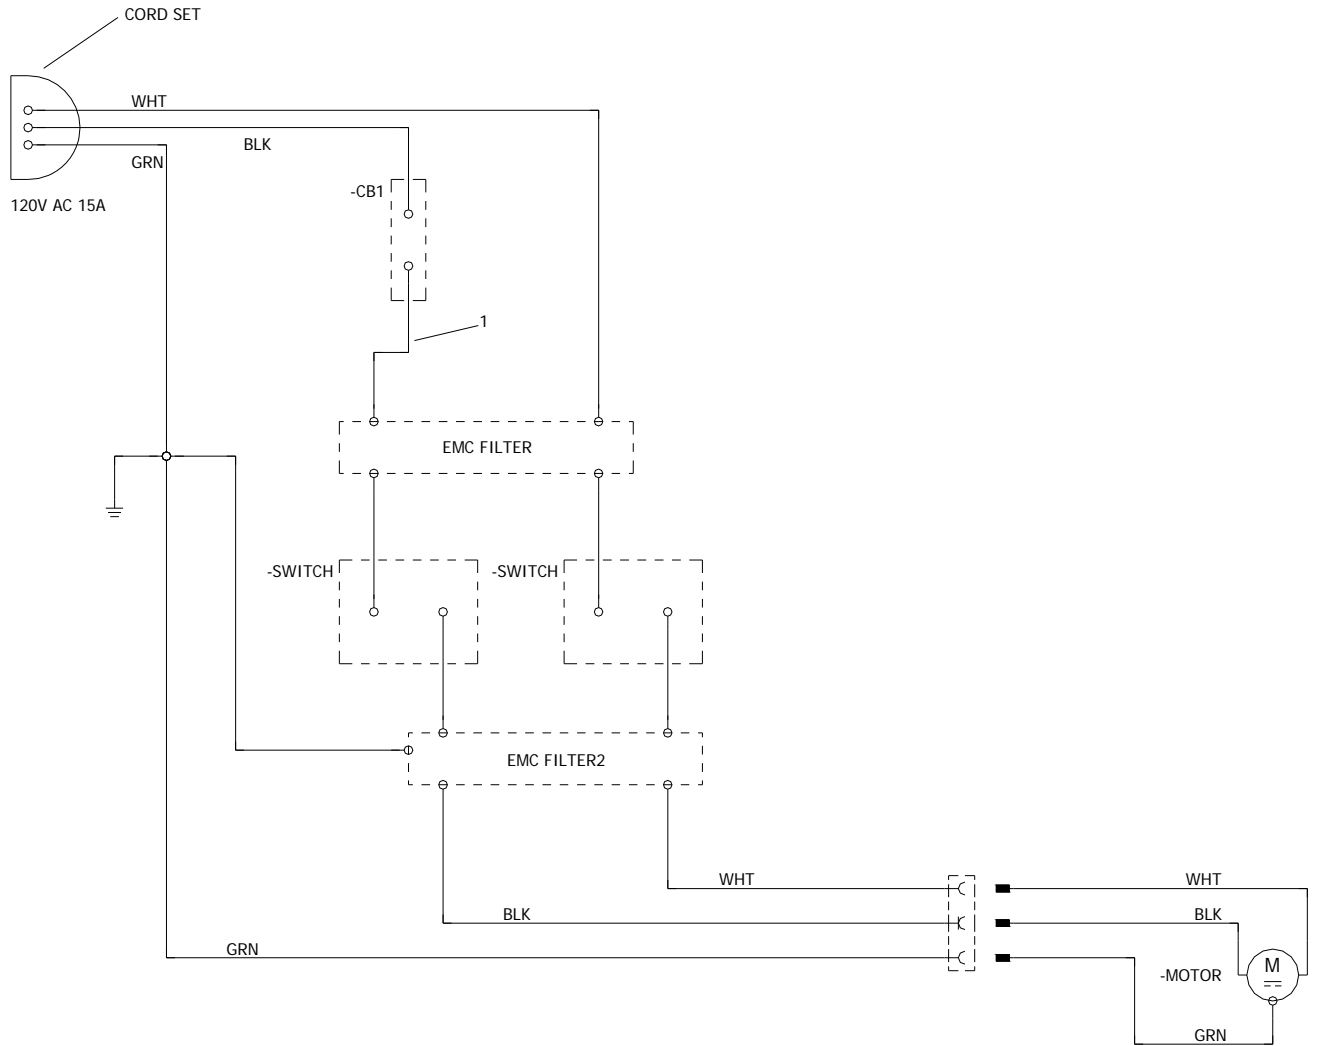 CORD SET
WHT
BLK
GRN
-CB1
120V AC 15A
1
EMC FILTER
-SWITCH
-SWITCH
EMC FILTER2
WHT
WHT
BLK
BLK
GRN
M
-MOTOR
GRN